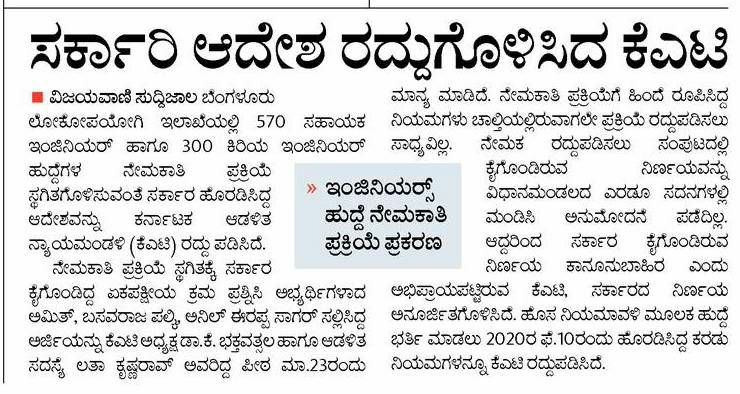 ಸರ್ಕಾರಿ ಆದೇಶ ರದ್ದುಗೊಳಿಸಿದ ಕೆಎಟಿ
■ ವಿಜಯವಾಣಿ ಸುದ್ದಿಜಾಲ ಬೆಂಗಳೂರು
ಲೋಕೋಪಯೋಗಿ ಇಲಾಖೆಯಲ್ಲಿ 570 ಸಹಾಯಕ
ಇಂಜಿನಿಯರ್ ಹಾಗೂ 300 ಕಿರಿಯ ಇಂಜಿನಿಯರ್
ಹುದ್ದೆಗಳ ನೇಮಕಾತಿ ಪ್ರಕ್ರಿಯೆ
ಸ್ಥಗಿತಗೊಳಿಸುವಂತೆ ಸರ್ಕಾರ ಹೊರಡಿಸಿದ್ದ
ಆದೇಶವನ್ನು ಕರ್ನಾಟಕ ಆಡಳಿತ
ನ್ಯಾಯಮಂಡಳಿ (ಕೆಎಟಿ) ರದ್ದುಪಡಿಸಿದೆ.
ನೇಮಕಾತಿ ಪ್ರಕ್ರಿಯೆ ಸ್ಥಗಿತಕ್ಕೆ ಸರ್ಕಾರ
ಕೈಗೊಂಡಿದ್ದ ಏಕಪಕ್ಷೀಯ ಕ್ರಮ ಪ್ರಶ್ನಿಸಿ ಅಭ್ಯರ್ಥಿಗಳಾದ
ಅಮಿತ್, ಬಸವರಾಜ ಪಲ್ಕಿ, ಅನಿಲ್ ಈರಪ್ಪ ಸಾಗರ್ ಸಲ್ಲಿಸಿದ್ದ
ಅರ್ಜಿಯನ್ನು ಕೆಎಟಿ ಅಧ್ಯಕ್ಷ ಡಾ.ಕೆ. ಭಕ್ತವತ್ಸಲ ಹಾಗೂ ಆಡಳಿತ
ಸದಸ್ಯೆ ಲತಾ ಕೃಷ್ಣರಾವ್ ಅವರಿದ್ದ ಪೀಠ ಮಾ.23ರಂದು
» ಇಂಜಿನಿಯರ್ಸ್
ಹುದ್ದೆ ನೇಮಕಾತಿ
ಪ್ರಕ್ರಿಯೆ ಪ್ರಕರಣ
ಮಾನ್ಯ ಮಾಡಿದೆ. ನೇಮಕಾತಿ ಪ್ರಕ್ರಿಯೆಗೆ ಹಿಂದೆ ರೂಪಿಸಿದ್ದ
ನಿಯಮಗಳು ಚಾಲ್ತಿಯಲ್ಲಿರುವಾಗಲೇ ಪ್ರಕ್ರಿಯೆ ರದ್ದುಪಡಿಸಲು
ಸಾಧ್ಯವಿಲ್ಲ. ನೇಮಕ ರದ್ದುಪಡಿಸಲು ಸಂಪುಟದಲ್ಲಿ
ಕೈಗೊಂಡಿರುವ ನಿರ್ಣಯವನ್ನು
ವಿಧಾನಮಂಡಲದ ಎರಡೂ ಸದನಗಳಲ್ಲಿ
ಮಂಡಿಸಿ ಅನುಮೋದನೆ ಪಡೆದಿಲ್ಲ.
ಆದ್ದರಿಂದ ಸರ್ಕಾರ ಕೈಗೊಂಡಿರುವ
ನಿರ್ಣಯ ಕಾನೂನುಬಾಹಿರ ಎಂದು
ಅಭಿಪ್ರಾಯಪಟ್ಟಿರುವ ಕೆಎಟಿ, ಸರ್ಕಾರದ ನಿರ್ಣಯ
ಅನೂರ್ಜಿತಗೊಳಿಸಿದೆ. ಹೊಸ ನಿಯಮಾವಳಿ ಮೂಲಕ ಹುದ್ದೆ
ಭರ್ತಿ ಮಾಡಲು 2020ರ ಫೆ.10ರಂದು ಹೊರಡಿಸಿದ್ದ ಕರಡು
ನಿಯಮಗಳನ್ನೂ ಕೆಎಟಿ ರದ್ದುಪಡಿಸಿದೆ.